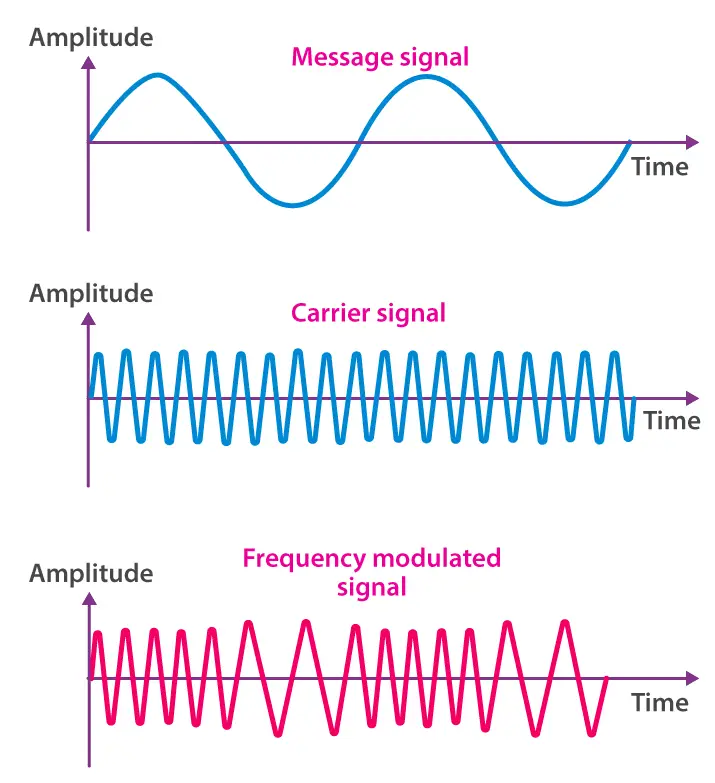 Amplitude
Message signal
Time
Amplitude
Carrier signal
Time
Frequency modulated
signal
Amplitude
Time